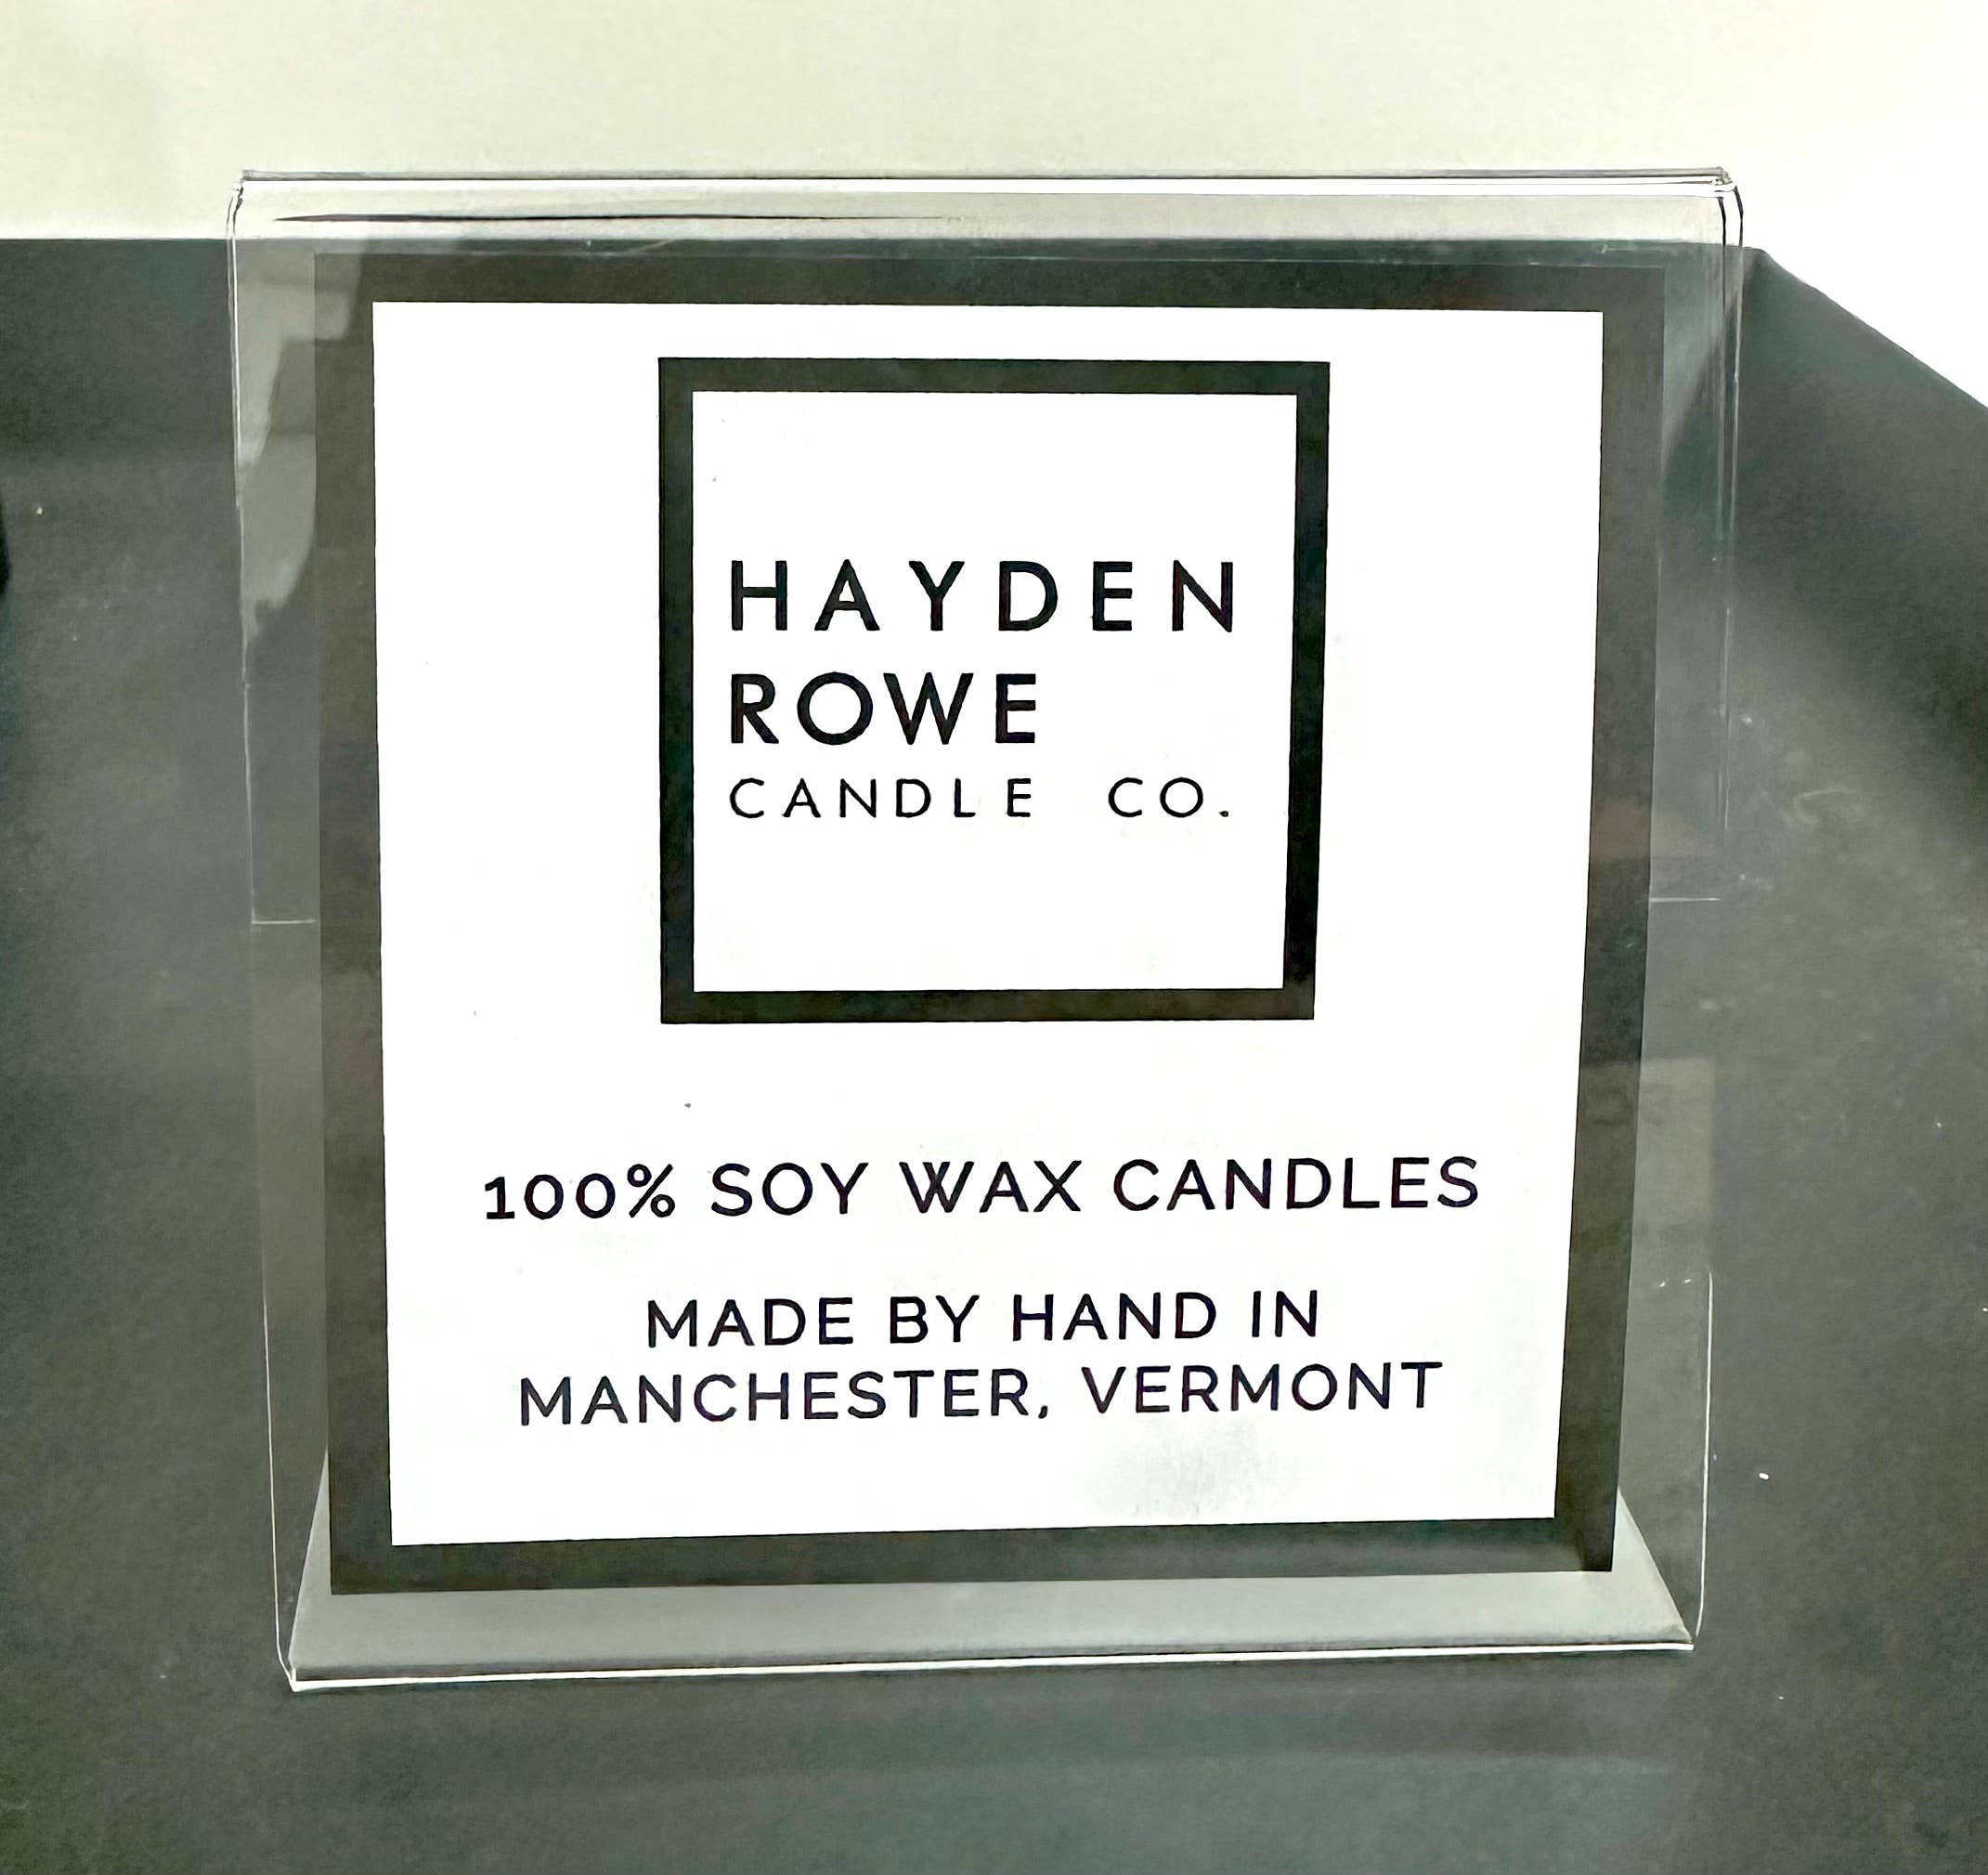 HAYDEN
ROWE
CANDLE CO.
100% SOY WAX CANDLES
MADE BY HAND IN
MANCHESTER, VERMONT